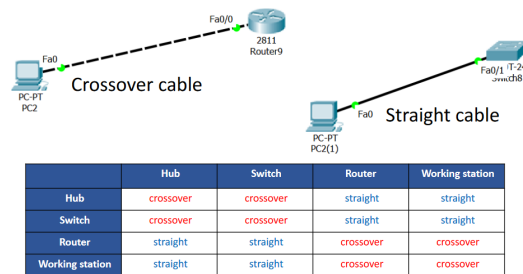 Fa0/0
2811
Router9
Fa0
Crossover cable
PC-PT
PC2
Fa0/1
Fa0
Straight cable
PC-PT
PC2(1)
Hub Switch Router Working station
Hub crossover crossover straight straight
Switch crossover crossover straight straight
Router straight straight crossover crossover
Working station straight straight crossover crossover